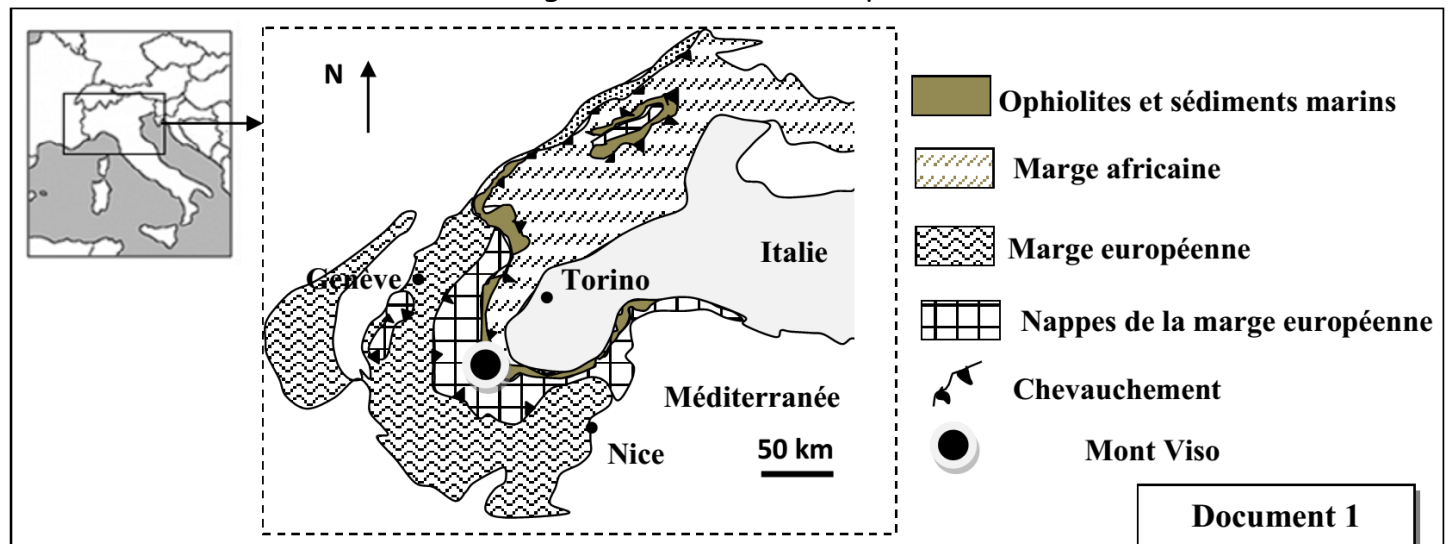 N
Genève
Torino
Italie
Méditerranée
Nice
50 km
Ophiolites et sédiments marins
Marge africaine
Marge européenne
Nappes de la marge européenne
Chevauchement
Mont Viso
Document 1